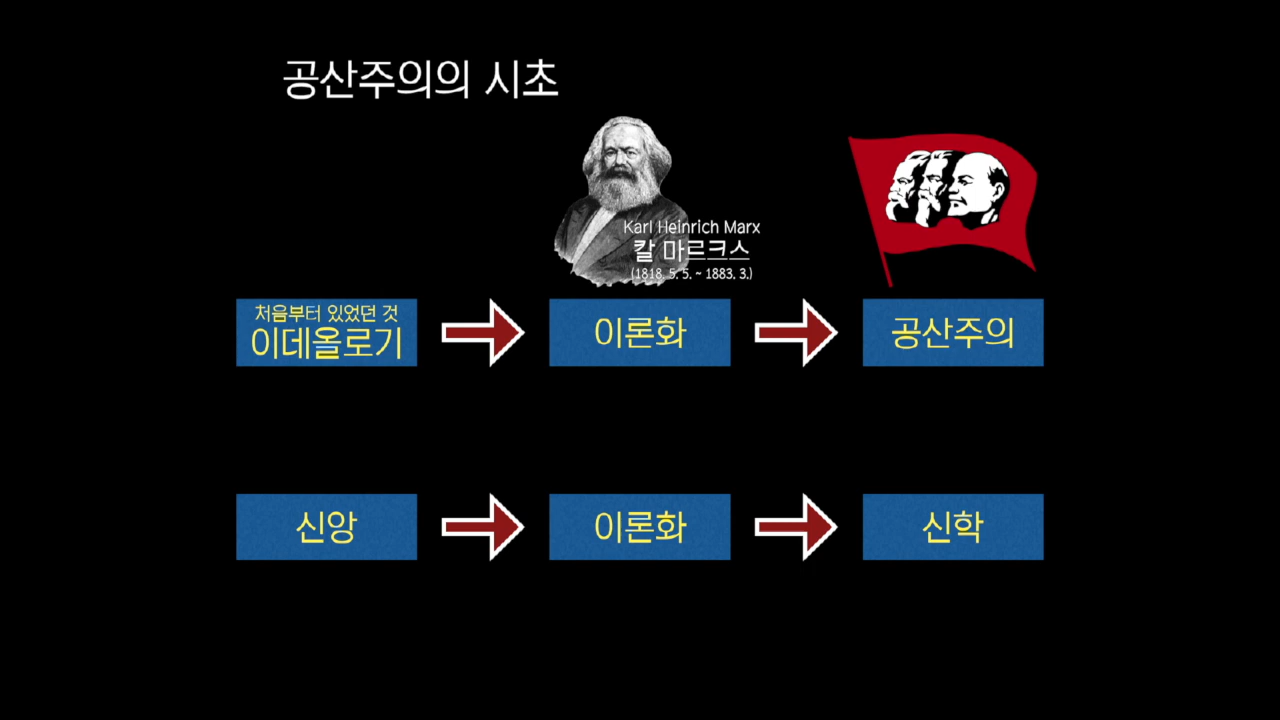 공산주의의 시초
Karl Heinrich Marx
칼 마르크스
(1818. 5. 5. ~ 1883. 3.)
처음부터 있었던 것
이데올로기
이론화
공산주의
신앙
이론화
신학